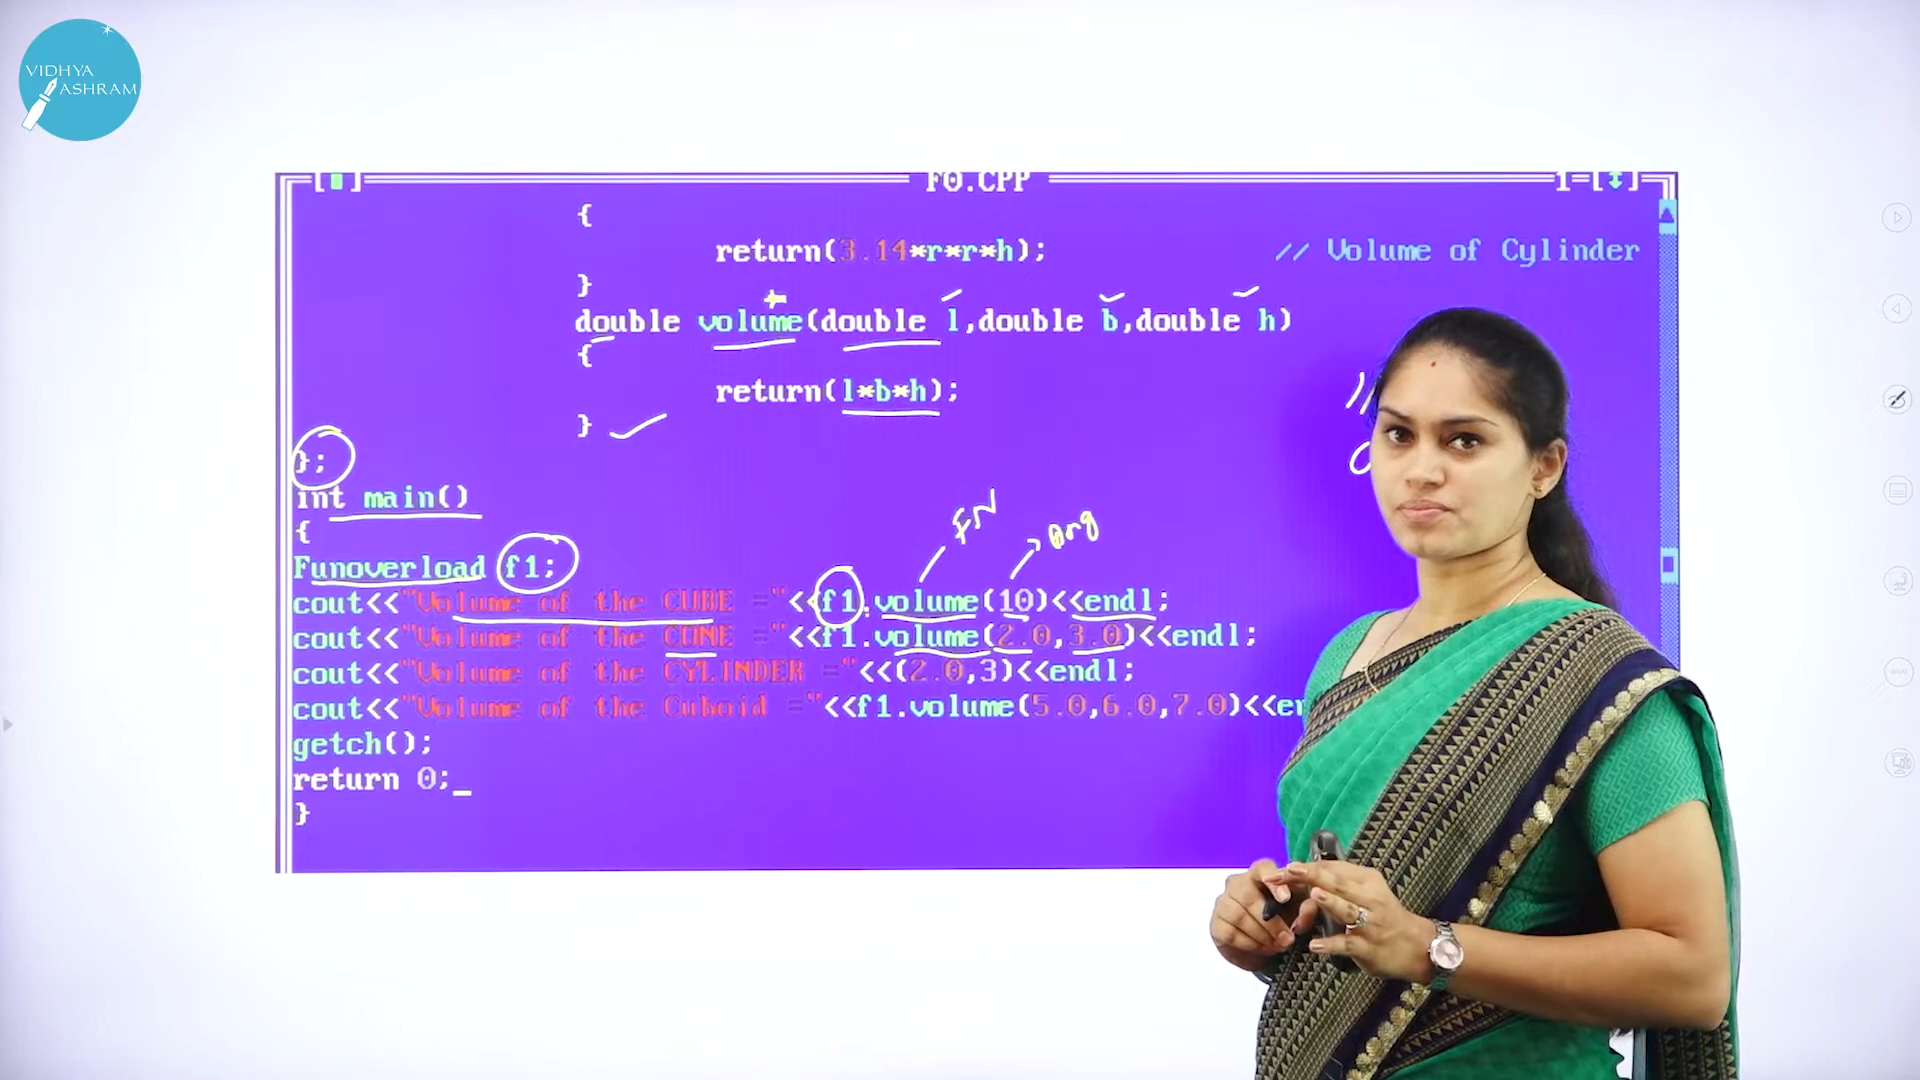 VIDHYA
ASHRAM
[ ] F0.CPP 1=[↕]
{
return(3.14*r*r*h); // Volume of Cylinder
}
double volume(double l,double b,double h)
{
return(l*b*h);
}
};
int main()
{
FN
arg
Funoverload f1;
cout<<"Volume of the CUBE ="<<f1.volume(10)<<endl;
cout<<"Volume of the CONE ="<<f1.volume(2.0,3.0)<<endl;
cout<<"Volume of the CYLINDER ="<<(2.0,3)<<endl;
cout<<"Volume of the Cuboid ="<<f1.volume(5.0,6.0,7.0)<<en
getch();
return 0;_
}